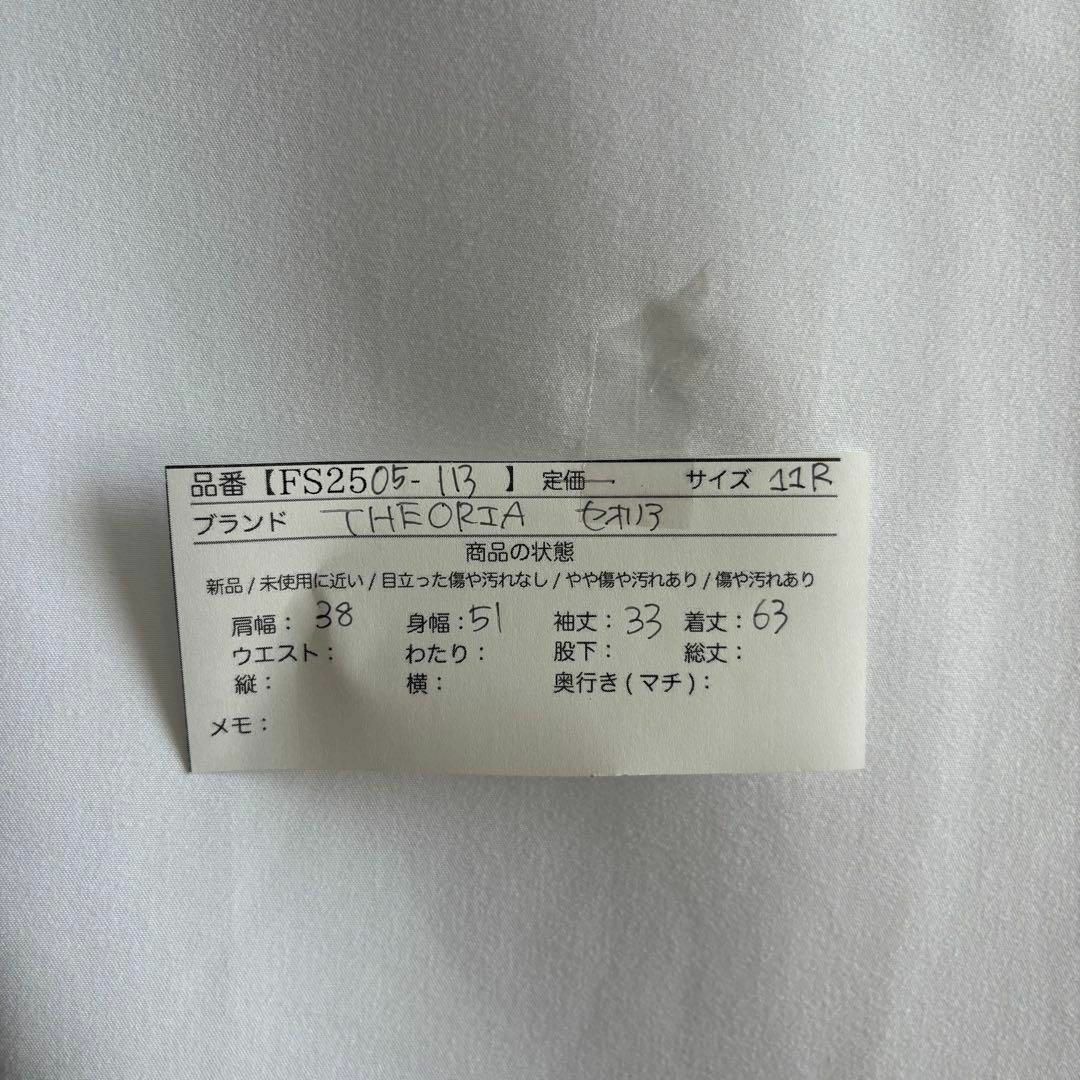 品番【FS2505-113】 定価 — サイズ 11R
ブランド THEORIA セオリア
商品の状態
新品 / 未使用に近い / 目立った傷や汚れなし / やや傷や汚れあり / 傷や汚れあり
肩幅： 38 身幅：51 袖丈：33 着丈：63
ウエスト： わたり： 股下： 総丈：
縦： 横： 奥行き ( マチ )：
メモ：